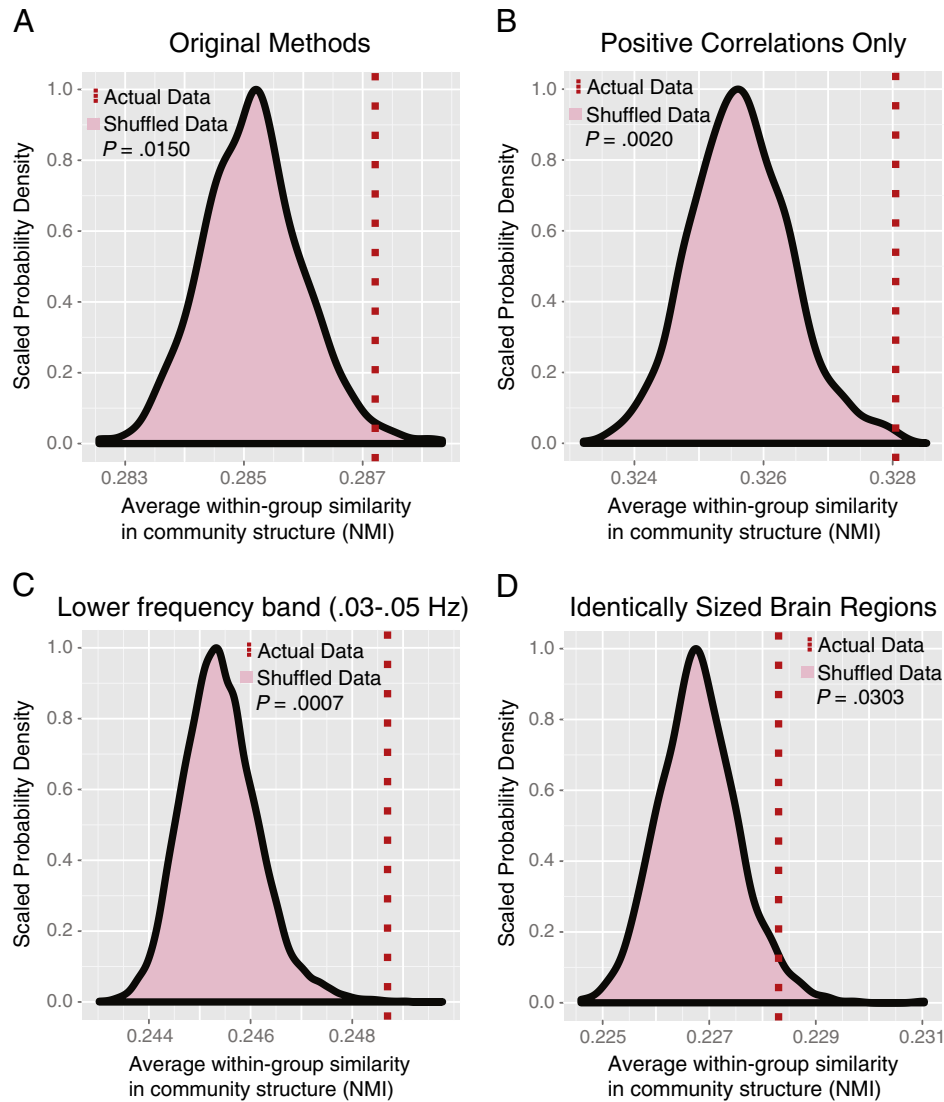 A
Original Methods
Scaled Probability Density
1.0
0.8
0.6
0.4
0.2
0.0
Actual Data
Shuffled Data
P = .0150
0.283
0.285
0.287
Average within-group similarity
in community structure (NMI)
B
Positive Correlations Only
Scaled Probability Density
1.0
0.8
0.6
0.4
0.2
0.0
Actual Data
Shuffled Data
P = .0020
0.324
0.326
0.328
Average within-group similarity
in community structure (NMI)
C
Lower frequency band (.03-.05 Hz)
Scaled Probability Density
1.0
0.8
0.6
0.4
0.2
0.0
Actual Data
Shuffled Data
P = .0007
0.244
0.246
0.248
Average within-group similarity
in community structure (NMI)
D
Identically Sized Brain Regions
Scaled Probability Density
1.0
0.8
0.6
0.4
0.2
0.0
Actual Data
Shuffled Data
P = .0303
0.225
0.227
0.229
0.231
Average within-group similarity
in community structure (NMI)